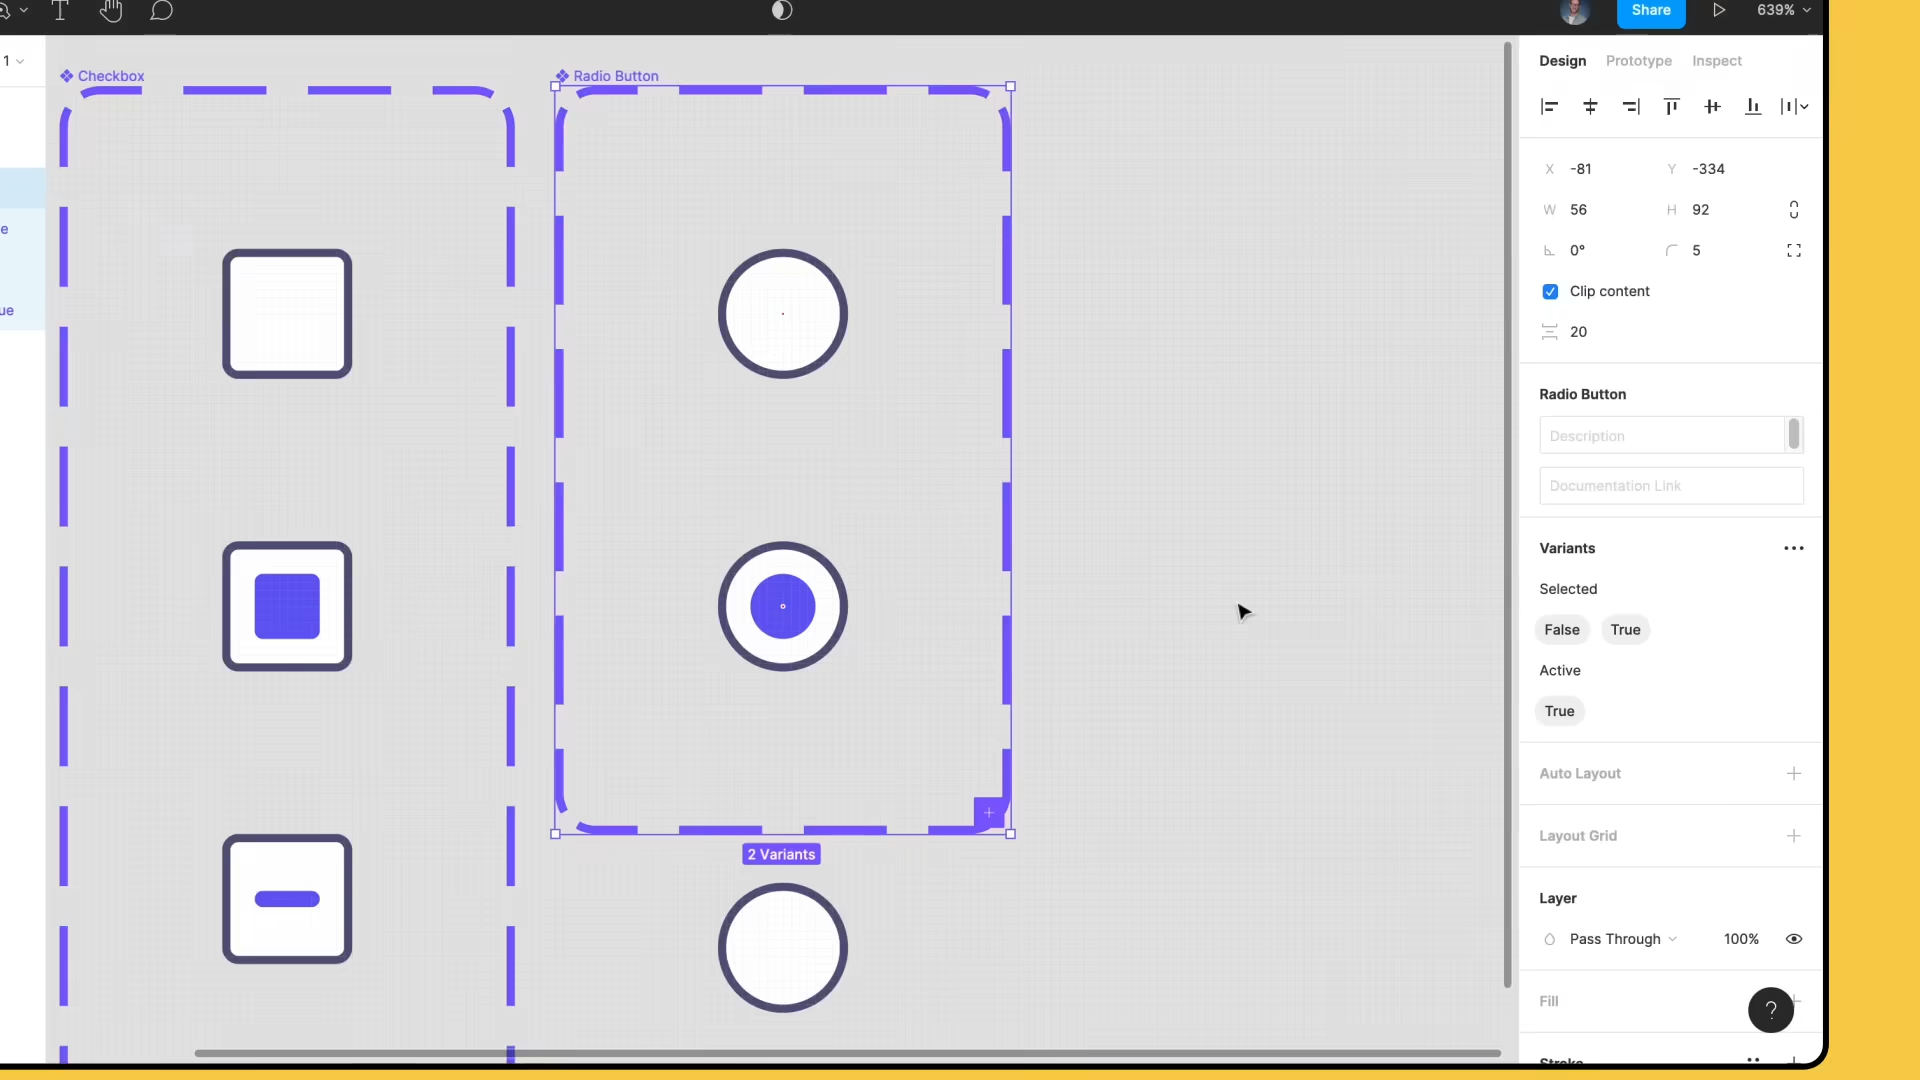 Share
639%
1
Design Prototype Inspect
Checkbox
Radio Button
X -81 Y -334
W 56 H 92
0° 5
e
Clip content
ue
20
Radio Button
Description
Documentation Link
Variants
Selected
False True
Active
True
Auto Layout
Layout Grid
2 Variants
Layer
Pass Through 100%
Fill
?
Stroke